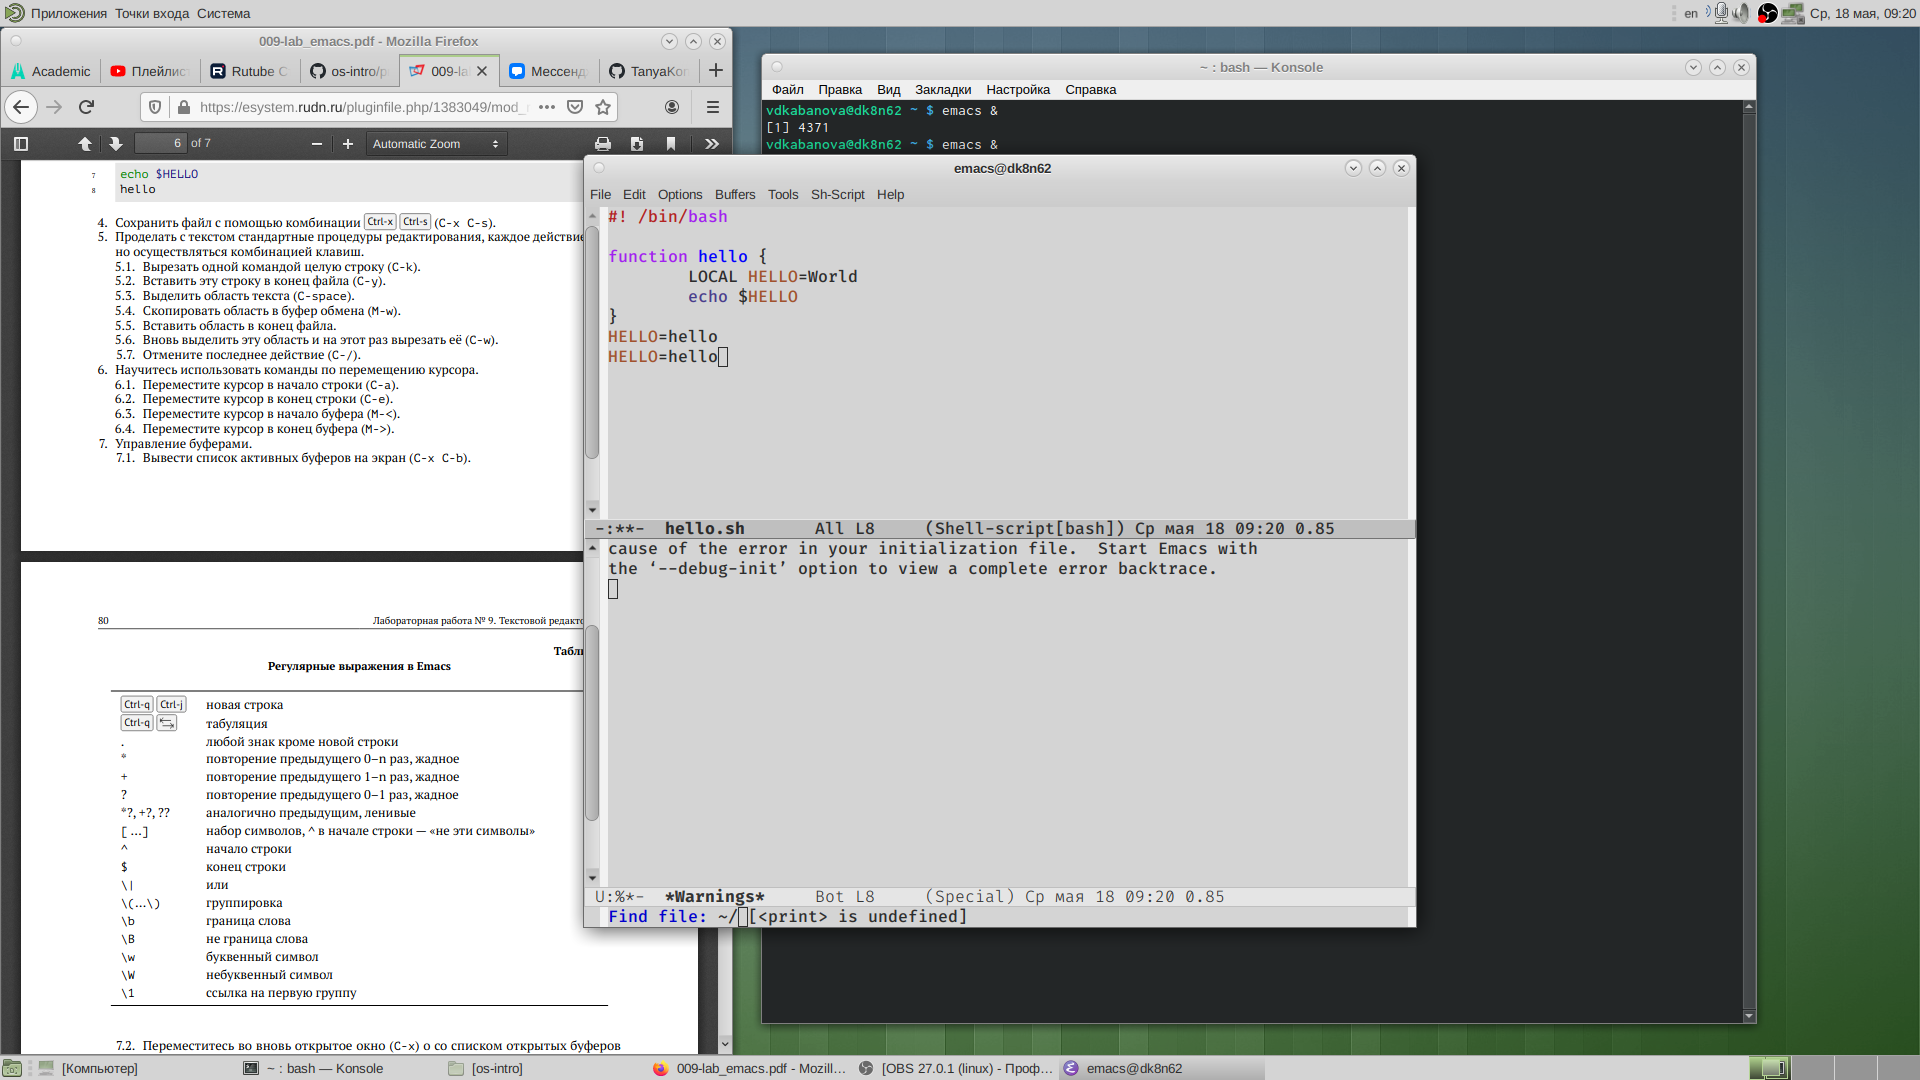 Приложения Точки входа Система
en
Ср, 18 мая, 09:20
009-lab_emacs.pdf - Mozilla Firefox
Academic
Плейлис
Rutube
os-intro/p
009-la
Мессенд
TanyaKo
https://esystem.rudn.ru/pluginfile.php/1383049/mod_
6 of 7
Automatic Zoom
7 echo $HELLO
8 hello
4. Сохранить файл с помощью комбинации Ctrl-x Ctrl-s (C-x C-s).
5. Проделать с текстом стандартные процедуры редактирования, каждое действие
но осуществляться комбинацией клавиш.
5.1. Вырезать одной командой целую строку (C-k).
5.2. Вставить эту строку в конец файла (C-y).
5.3. Выделить область текста (C-space).
5.4. Скопировать область в буфер обмена (M-w).
5.5. Вставить область в конец файла.
5.6. Вновь выделить эту область и на этот раз вырезать её (C-w).
5.7. Отмените последнее действие (C-/).
6. Научитесь использовать команды по перемещению курсора.
6.1. Переместите курсор в начало строки (C-a).
6.2. Переместите курсор в конец строки (C-e).
6.3. Переместите курсор в начало буфера (M-<).
6.4. Переместите курсор в конец буфера (M->).
7. Управление буферами.
7.1. Вывести список активных буферов на экран (C-x C-b).
80 Лабораторная работа № 9. Текстовой редакто
Табл
Регулярные выражения в Emacs
Ctrl-q Ctrl-j новая строка
Ctrl-q табуляция
. любой знак кроме новой строки
* повторение предыдущего 0−n раз, жадное
+ повторение предыдущего 1−n раз, жадное
? повторение предыдущего 0−1 раз, жадное
*?, +?, ?? аналогично предыдущим, ленивые
[ …] набор символов, ^ в начале строки — «не эти символы»
^ начало строки
$ конец строки
\| или
\(…\) группировка
\b граница слова
\B не граница слова
\w буквенный символ
\W небуквенный символ
\1 ссылка на первую группу
7.2. Переместитесь во вновь открытое окно (C-x) o со списком открытых буферов
~ : bash — Konsole
Файл Правка Вид Закладки Настройка Справка
vdkabanova@dk8n62 ~ $ emacs &
[1] 4371
vdkabanova@dk8n62 ~ $ emacs &
emacs@dk8n62
File Edit Options Buffers Tools Sh-Script Help
#! /bin/bash
function hello {
LOCAL HELLO=World
echo $HELLO
}
HELLO=hello
HELLO=hello
-:**- hello.sh All L8 (Shell-script[bash]) Ср мая 18 09:20 0.85
cause of the error in your initialization file. Start Emacs with
the ‘--debug-init’ option to view a complete error backtrace.
U:%*- *Warnings* Bot L8 (Special) Ср мая 18 09:20 0.85
Find file: ~/ [<print> is undefined]
[Компьютер]
~ : bash — Konsole
[os-intro]
009-lab_emacs.pdf - Mozill…
[OBS 27.0.1 (linux) - Проф…
emacs@dk8n62